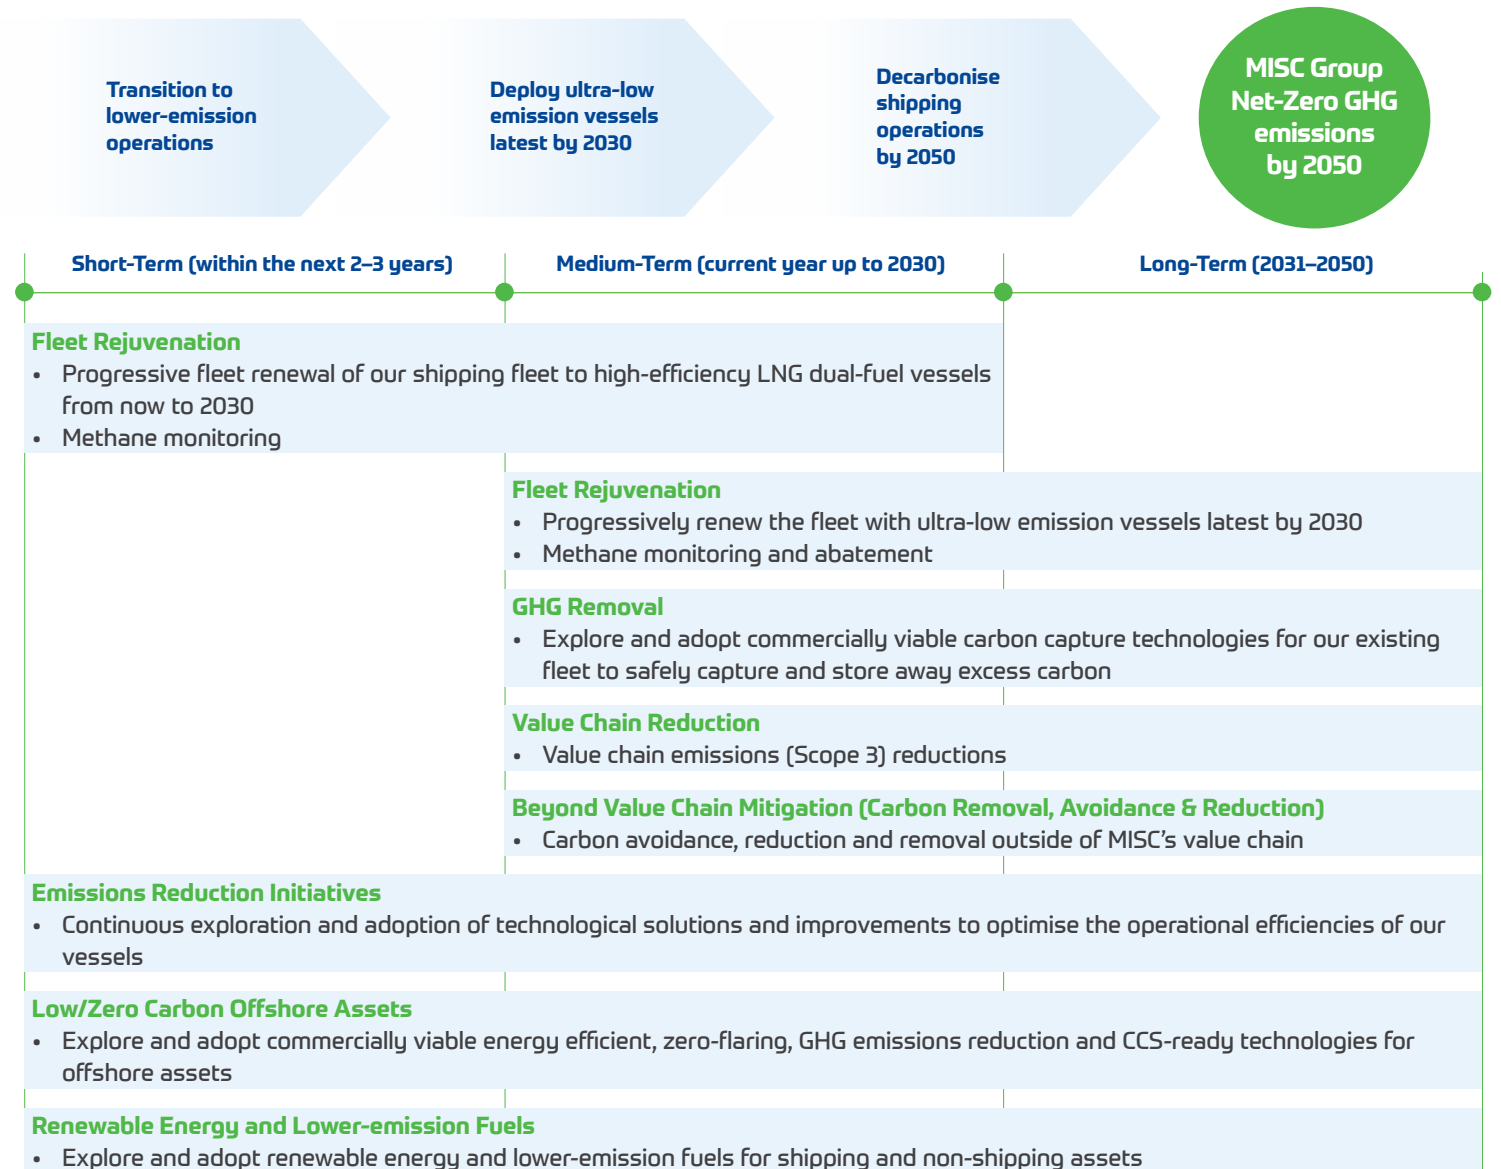 Transition to
lower-emission
operations
Deploy ultra-low
emission vessels
latest by 2030
Decarbonise
shipping
operations
by 2050
MISC Group
Net-Zero GHG
emissions
by 2050
Short-Term (within the next 2–3 years)
Medium-Term (current year up to 2030)
Long-Term (2031–2050)
Fleet Rejuvenation
• Progressive fleet renewal of our shipping fleet to high-efficiency LNG dual-fuel vessels
from now to 2030
• Methane monitoring
Fleet Rejuvenation
• Progressively renew the fleet with ultra-low emission vessels latest by 2030
• Methane monitoring and abatement
GHG Removal
• Explore and adopt commercially viable carbon capture technologies for our existing
fleet to safely capture and store away excess carbon
Value Chain Reduction
• Value chain emissions (Scope 3) reductions
Beyond Value Chain Mitigation (Carbon Removal, Avoidance & Reduction)
• Carbon avoidance, reduction and removal outside of MISC’s value chain
Emissions Reduction Initiatives
• Continuous exploration and adoption of technological solutions and improvements to optimise the operational efficiencies of our
vessels
Low/Zero Carbon Offshore Assets
• Explore and adopt commercially viable energy efficient, zero-flaring, GHG emissions reduction and CCS-ready technologies for
offshore assets
Renewable Energy and Lower-emission Fuels
• Explore and adopt renewable energy and lower-emission fuels for shipping and non-shipping assets